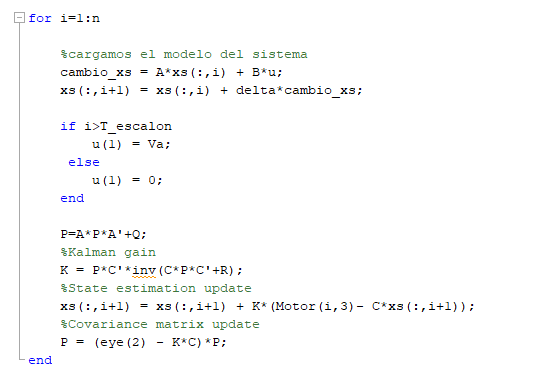 for i=1:n
%cargamos el modelo del sistema
cambio_xs = A*xs(:,i) + B*u;
xs(:,i+1) = xs(:,i) + delta*cambio_xs;
if i>T_escalon
u(1) = Va;
else
u(1) = 0;
end
P=A*P*A'+Q;
%Kalman gain
K = P*C'*inv(C*P*C'+R);
%State estimation update
xs(:,i+1) = xs(:,i+1) + K*(Motor(i,3)- C*xs(:,i+1));
%Covariance matrix update
P = (eye(2) - K*C)*P;
end